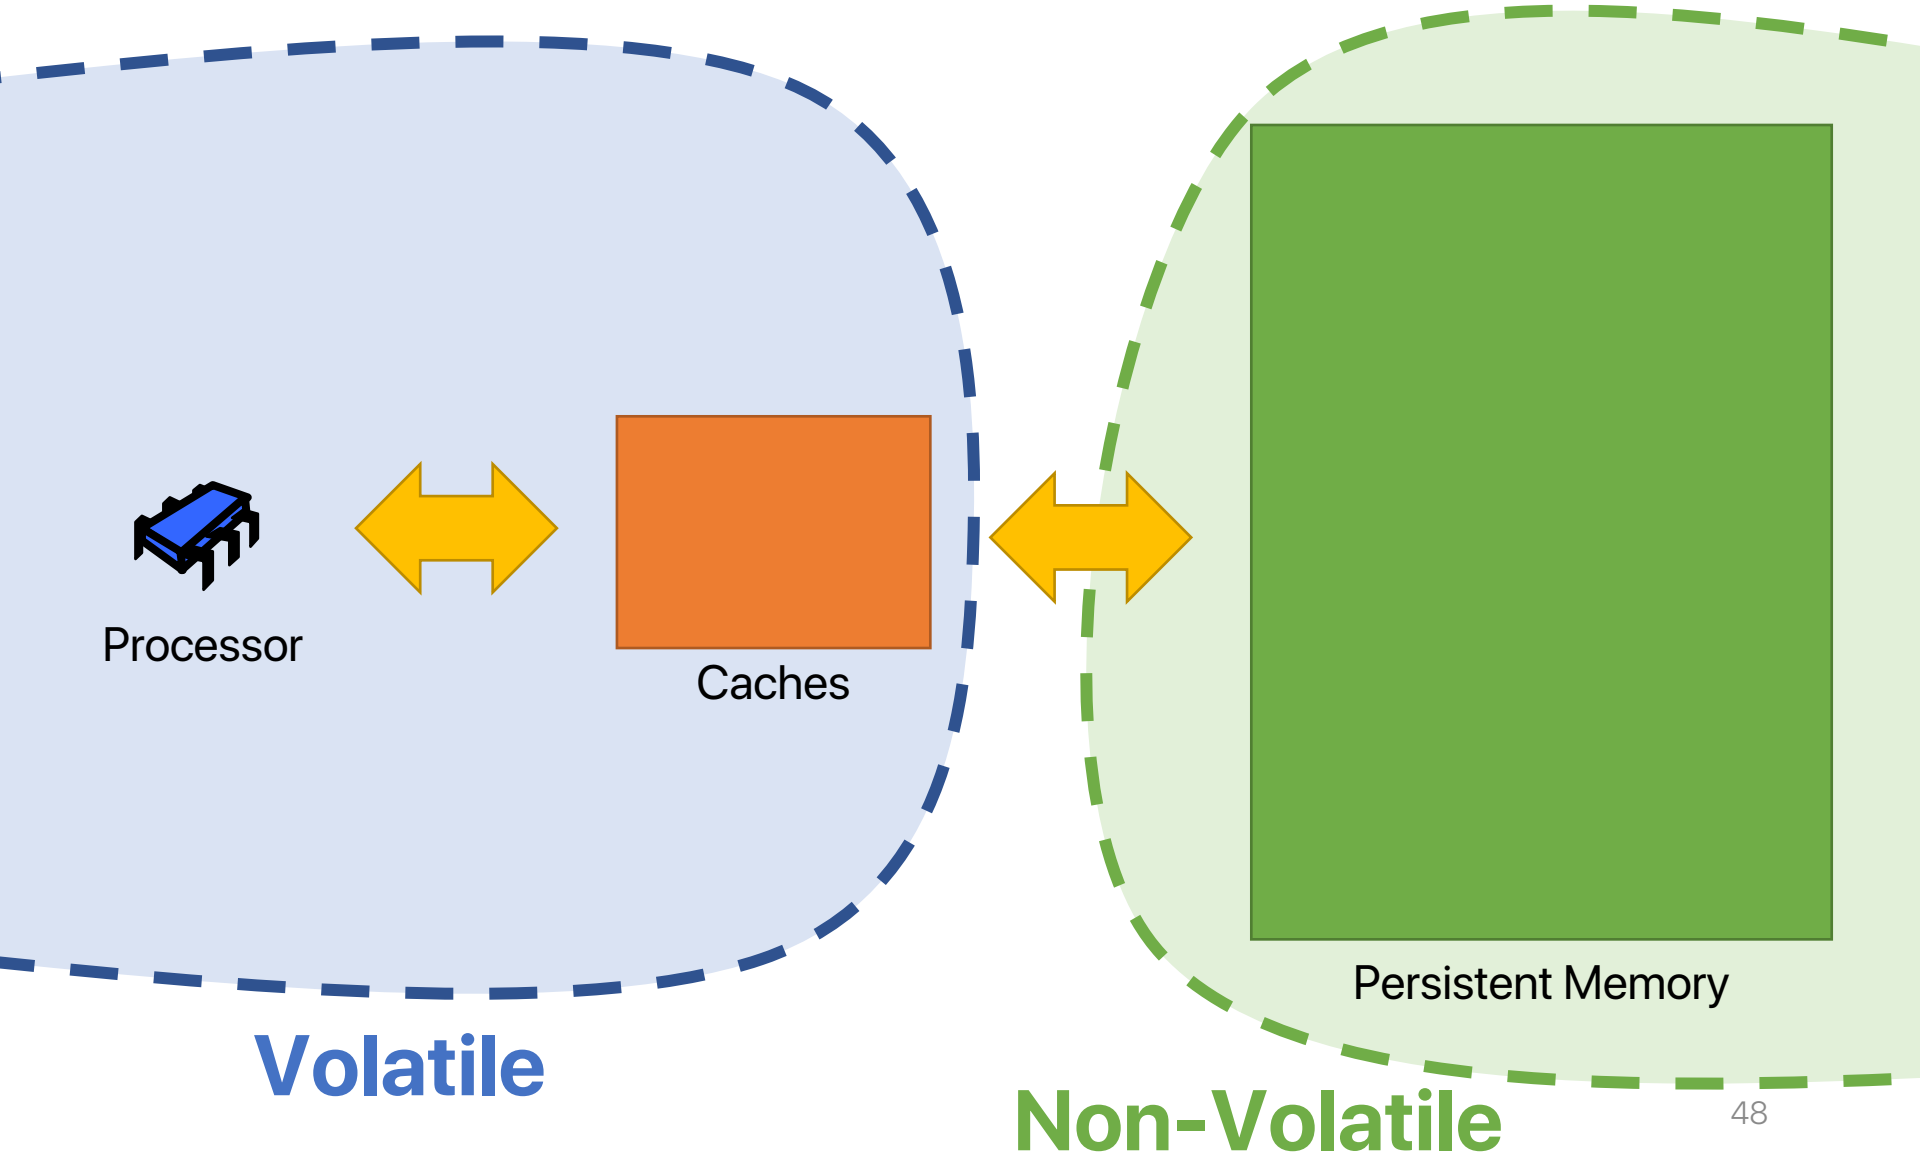 Processor
Caches
Persistent Memory
Volatile
Non-Volatile
48